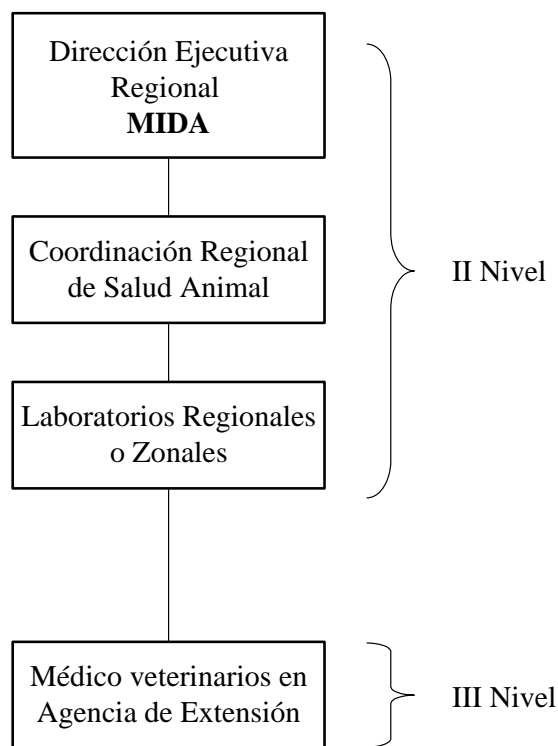 Dirección Ejecutiva
Regional
MIDA
Coordinación Regional
de Salud Animal
II Nivel
Laboratorios Regionales
o Zonales
Médico veterinarios en
Agencia de Extensión
III Nivel